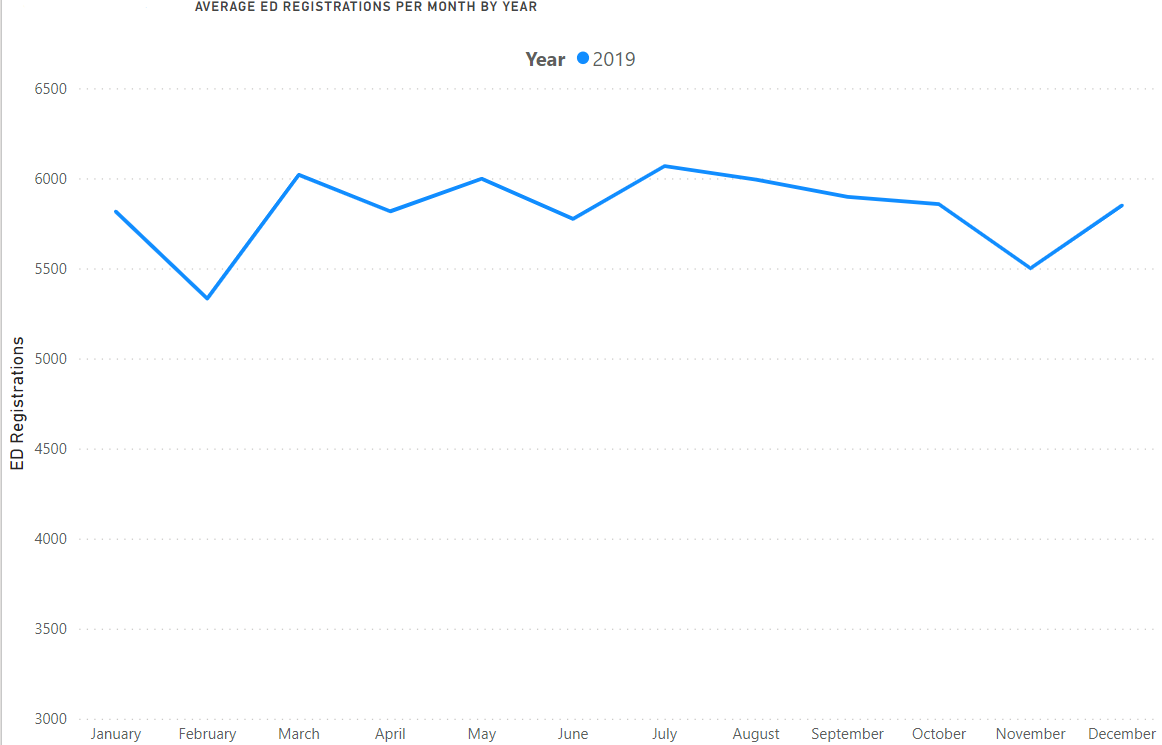 AVERAGE ED REGISTRATIONS PER MONTH BY YEAR
Year 2019
6500
6000
5500
5000
4500
4000
3500
3000
ED Registrations
January February March April May June July August September October November December